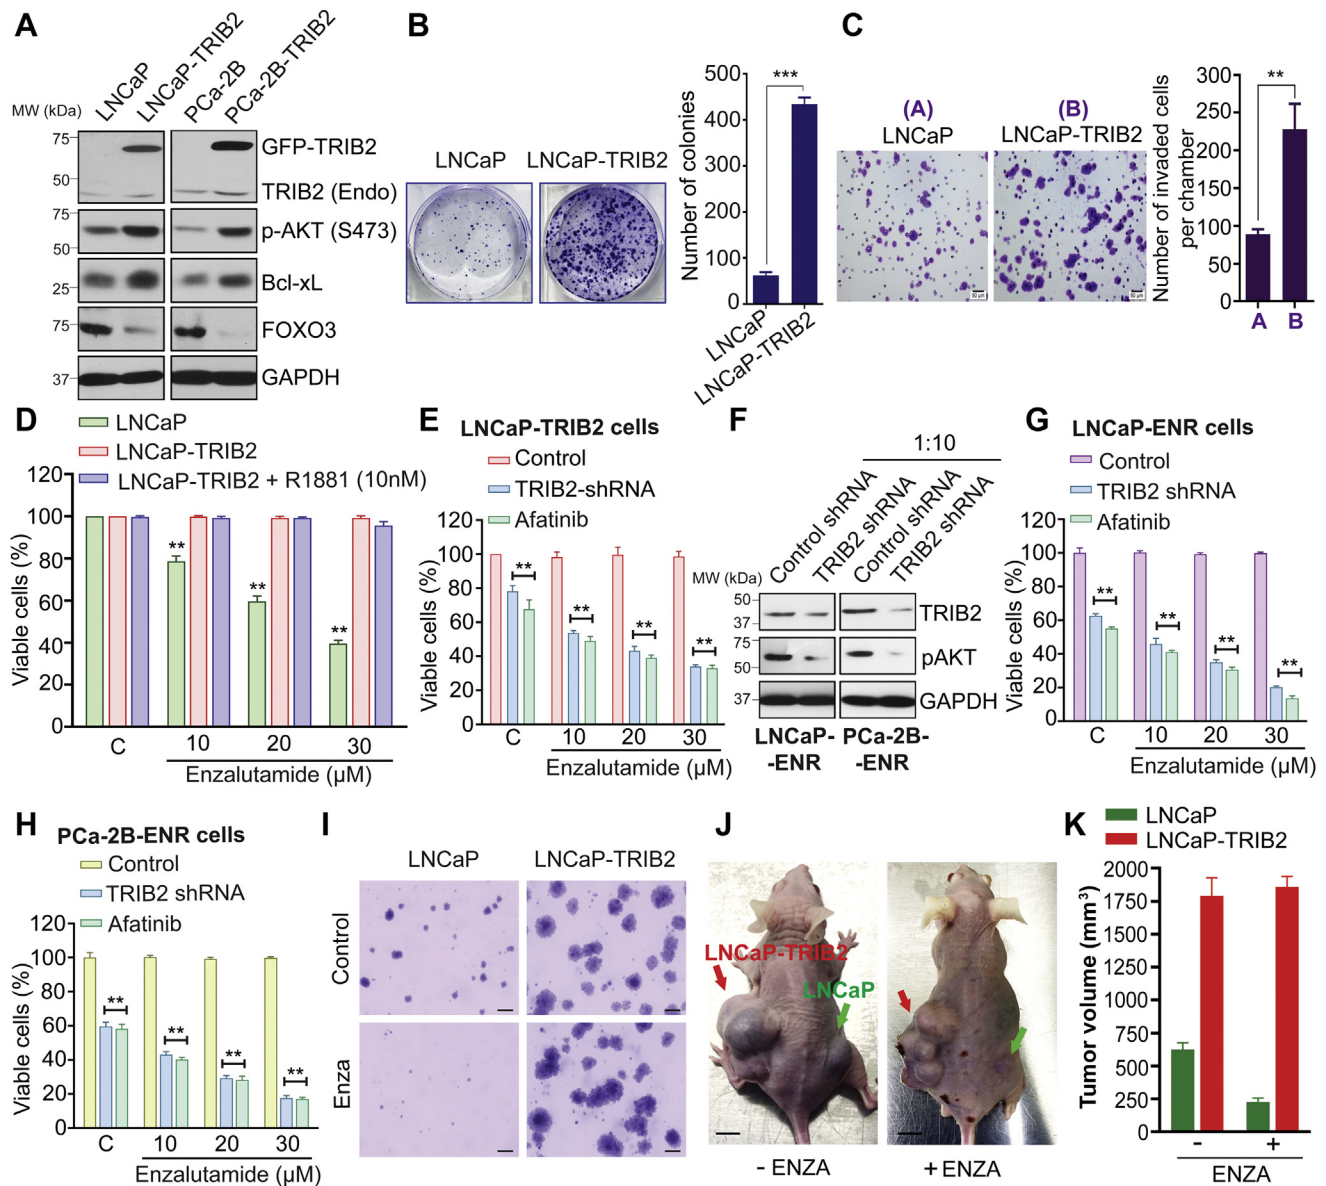 A
LNCaP
LNCaP-TRIB2
PCa-2B
PCa-2B-TRIB2
MW (kDa)
75
GFP-TRIB2
50
TRIB2 (Endo)
75
p-AKT (S473)
50
Bcl-xL
25
75
FOXO3
37
GAPDH
B
LNCaP
LNCaP-TRIB2
Number of colonies
500
400
300
200
100
0
***
LNCaP
LNCaP-TRIB2
C
(A)
LNCaP
(B)
LNCaP-TRIB2
50 µm
50 µm
Number of invaded cells
per chamber
300
250
200
150
100
50
0
**
A
B
D
LNCaP
LNCaP-TRIB2
LNCaP-TRIB2 + R1881 (10nM)
Viable cells (%)
120
100
80
60
40
20
0
**
**
**
C
10
20
30
Enzalutamide (µM)
E
LNCaP-TRIB2 cells
Control
TRIB2-shRNA
Afatinib
Viable cells (%)
120
100
80
60
40
20
0
**
**
**
**
C
10
20
30
Enzalutamide (µM)
F
1:10
Control shRNA
TRIB2 shRNA
Control shRNA
TRIB2 shRNA
MW (kDa)
50
TRIB2
37
75
pAKT
50
37
GAPDH
LNCaP-
-ENR
PCa-2B-
-ENR
G
LNCaP-ENR cells
Control
TRIB2 shRNA
Afatinib
Viable cells (%)
120
100
80
60
40
20
0
**
**
**
**
C
10
20
30
Enzalutamide (µM)
H
PCa-2B-ENR cells
Control
TRIB2 shRNA
Afatinib
Viable cells (%)
120
100
80
60
40
20
0
**
**
**
**
C
10
20
30
Enzalutamide (µM)
I
LNCaP
LNCaP-TRIB2
Control
Enza
J
LNCaP-TRIB2
LNCaP
- ENZA
+ ENZA
K
LNCaP
LNCaP-TRIB2
Tumor volume (mm³)
2000
1750
1500
1250
1000
750
500
250
0
-
+
ENZA